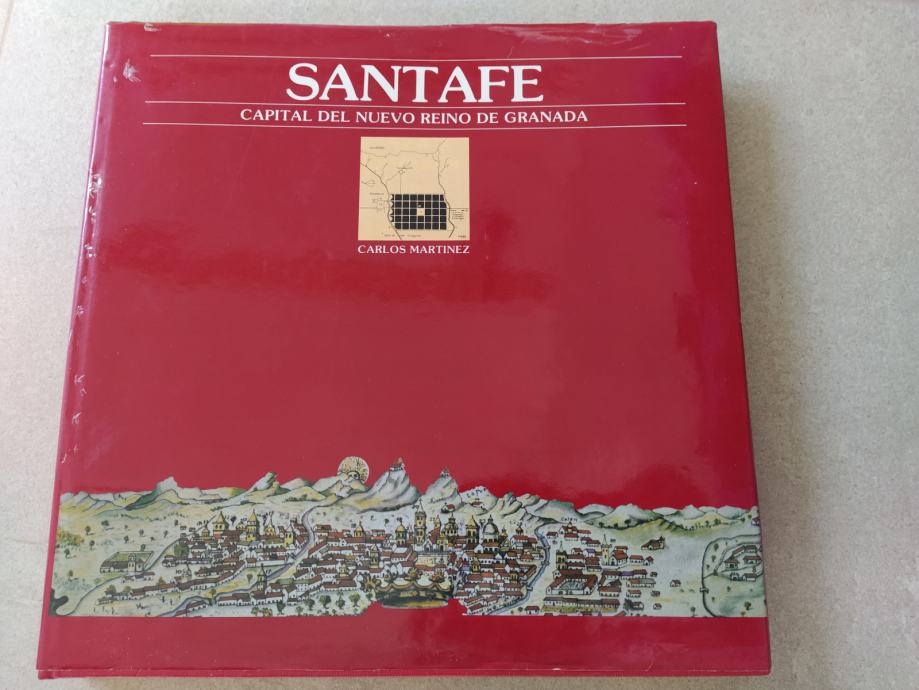 SANTAFE
CAPITAL DEL NUEVO REINO DE GRANADA
CARLOS MARTINEZ